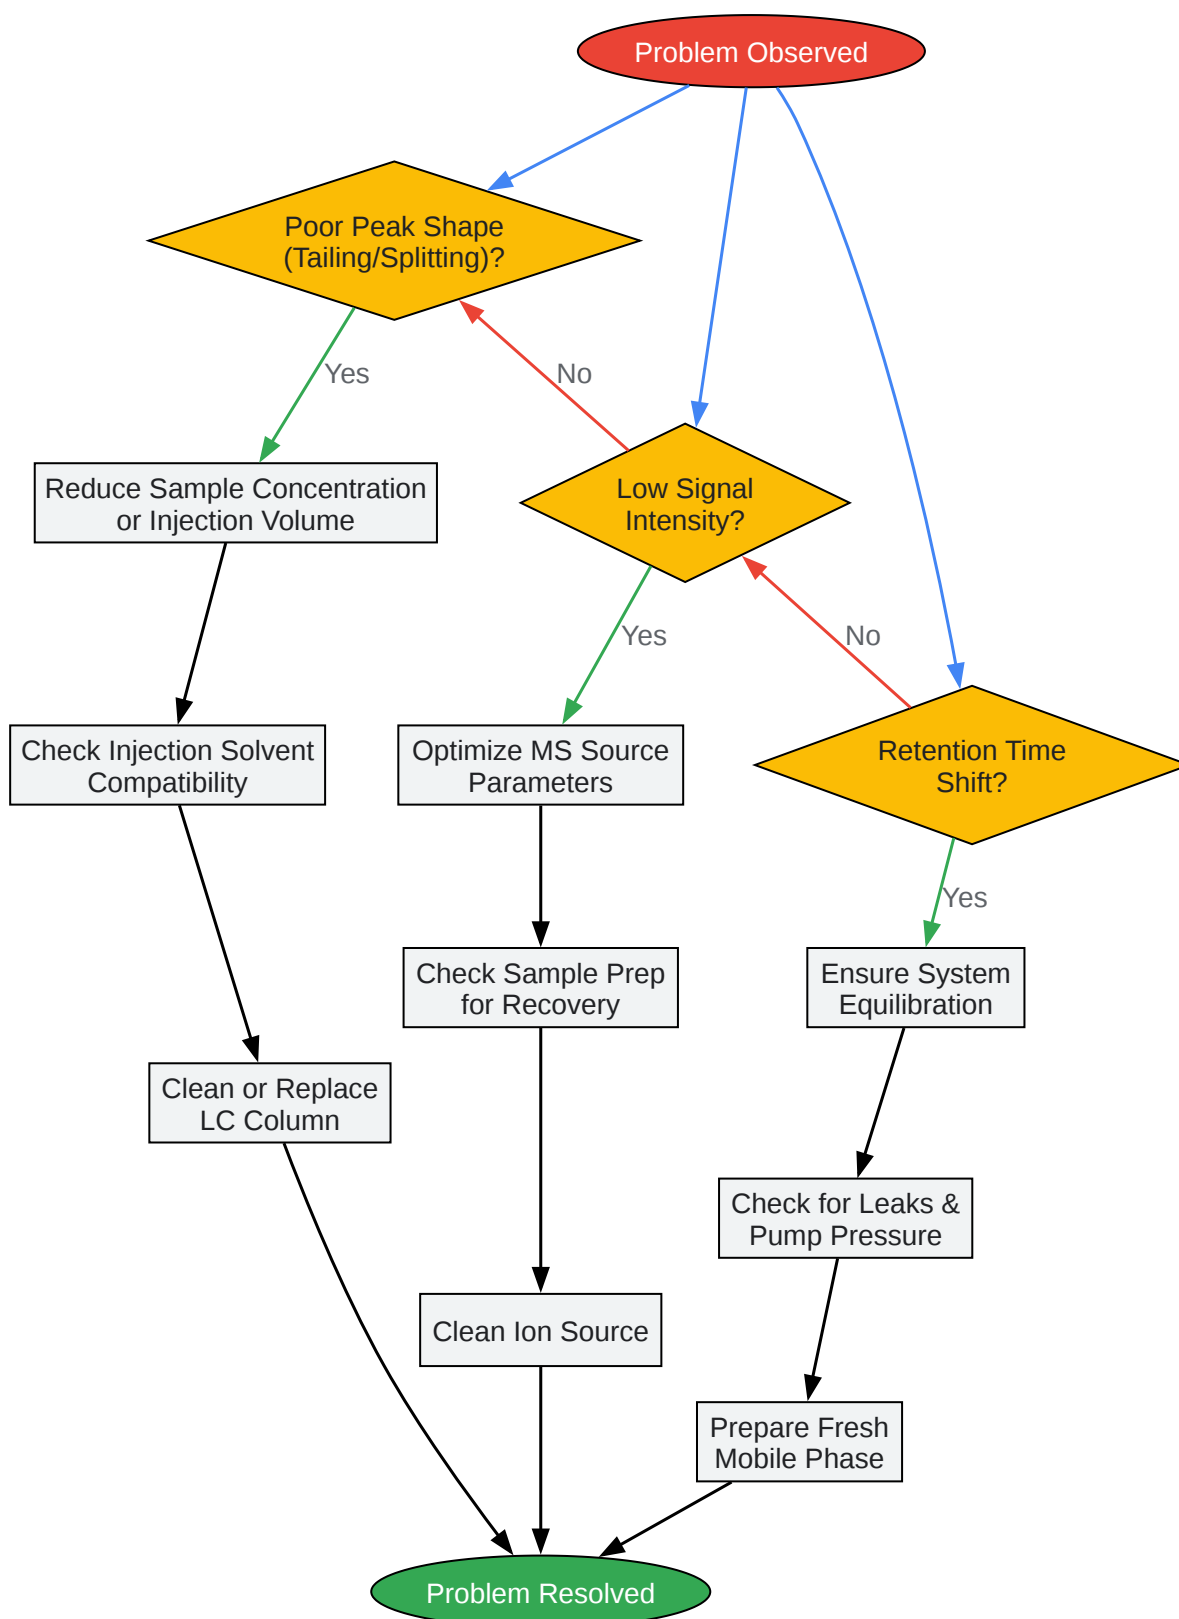 Problem Observed
Poor Peak Shape
(Tailing/Splitting)?
Yes
No
Reduce Sample Concentration
or Injection Volume
Low Signal
Intensity?
Yes
No
Check Injection Solvent
Compatibility
Optimize MS Source
Parameters
Retention Time
Shift?
Yes
Check Sample Prep
for Recovery
Ensure System
Equilibration
Clean or Replace
LC Column
Check for Leaks &
Pump Pressure
Clean Ion Source
Prepare Fresh
Mobile Phase
Problem Resolved